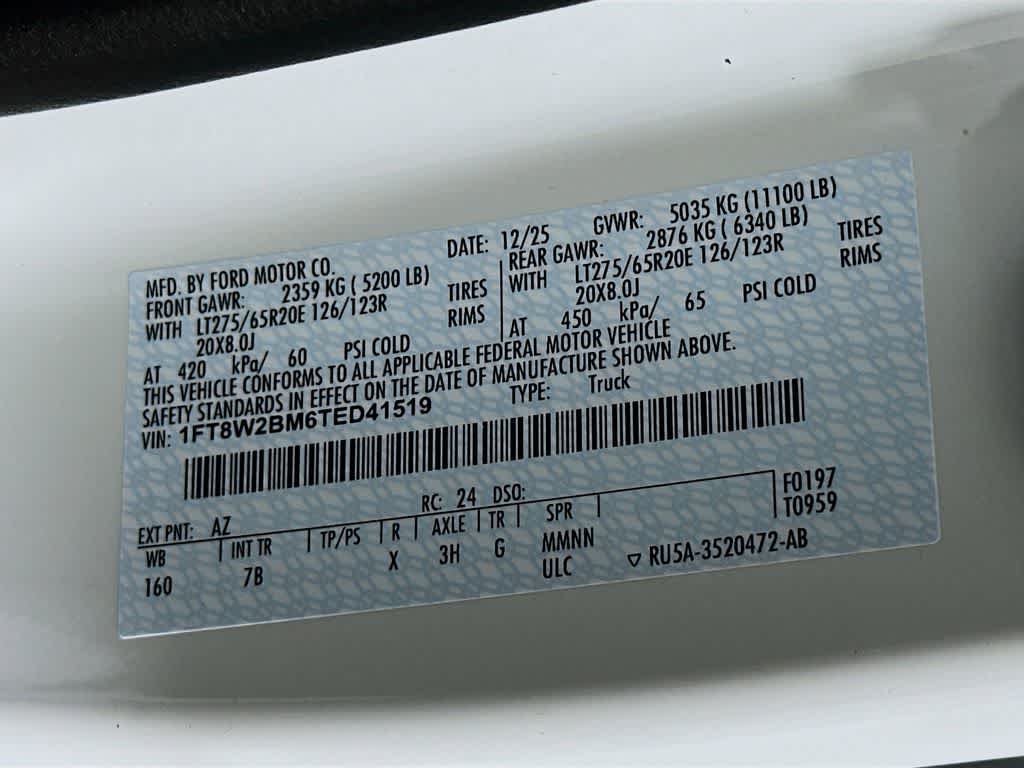 MFD. BY FORD MOTOR CO.
DATE: 12/25 GVWR: 5035 KG (11100 LB)
FRONT GAWR: 2359 KG ( 5200 LB)
WITH LT275/65R20E 126/123R TIRES
20X8.0J RIMS
AT 420 kPa/ 60 PSI COLD
REAR GAWR: 2876 KG ( 6340 LB)
WITH LT275/65R20E 126/123R TIRES
20X8.0J RIMS
AT 450 kPa/ 65 PSI COLD
THIS VEHICLE CONFORMS TO ALL APPLICABLE FEDERAL MOTOR VEHICLE
SAFETY STANDARDS IN EFFECT ON THE DATE OF MANUFACTURE SHOWN ABOVE.
VIN: 1FT8W2BM6TED41519 TYPE: Truck
EXT PNT: AZ RC: 24 DSO: F0197
WB INT TR TP/PS R AXLE TR SPR T0959
160 7B X 3H G MMNN
ULC ▽ RU5A-3520472-AB